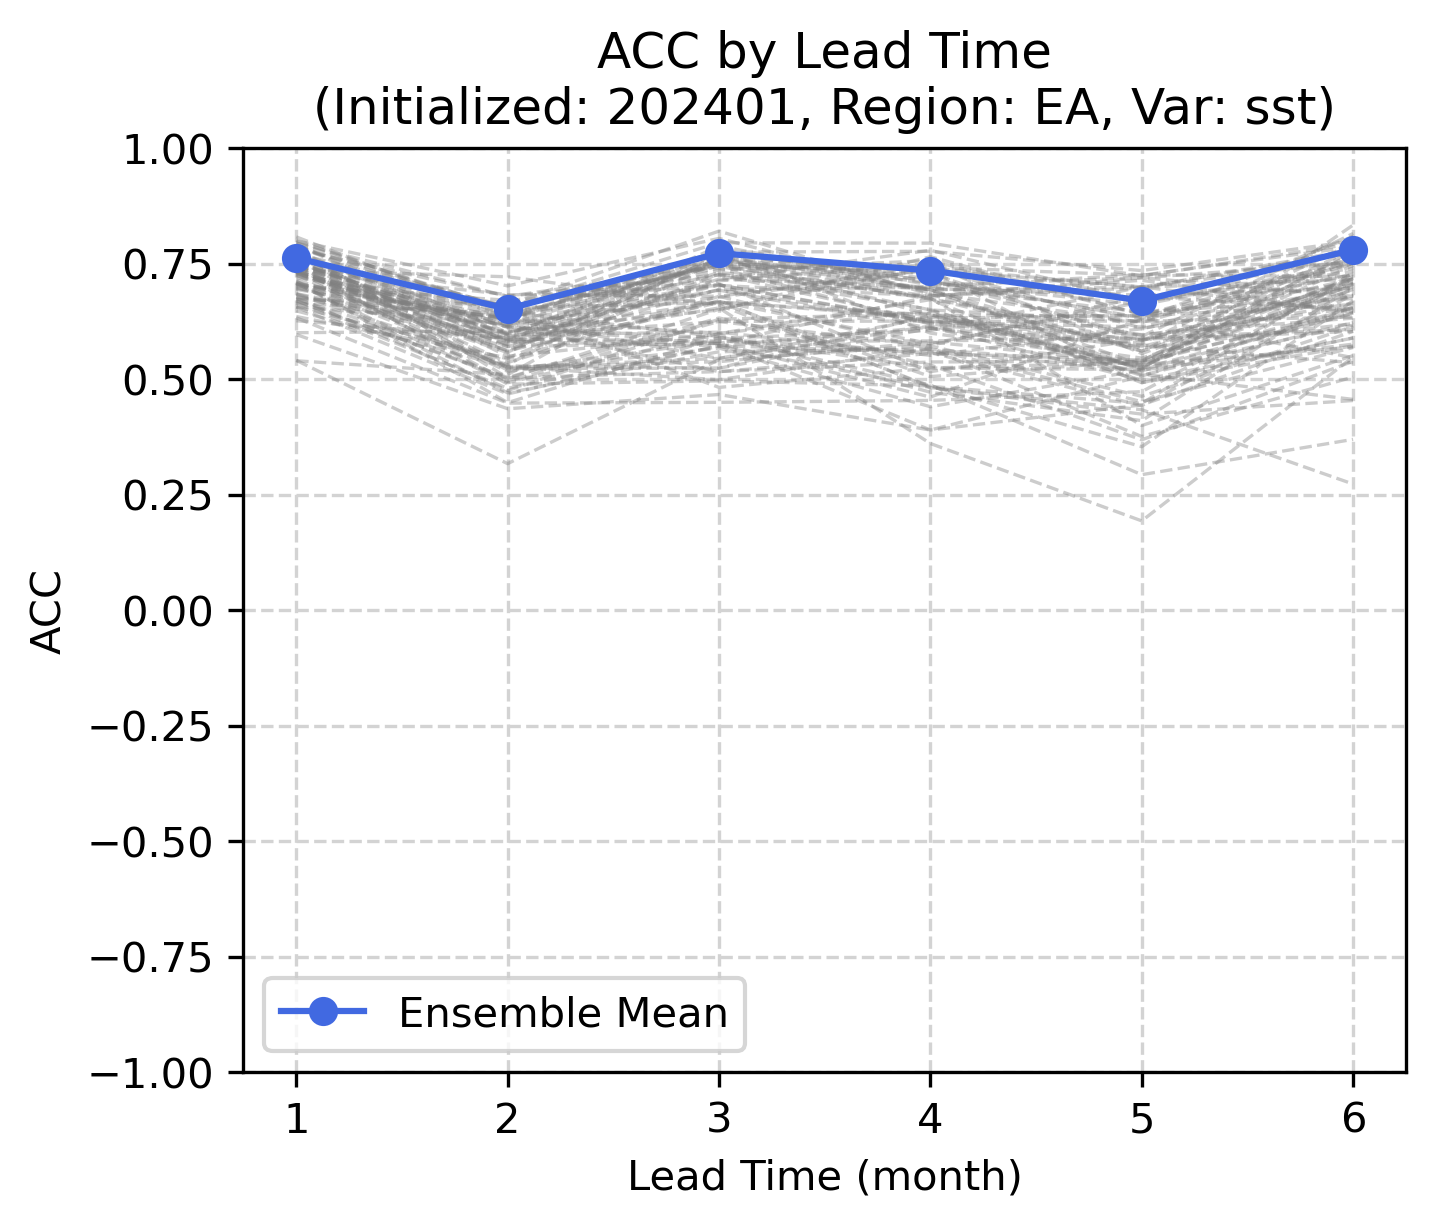 ACC by Lead Time
(Initialized: 202401, Region: EA, Var: sst)
1.00
0.75
0.50
0.25
0.00
−0.25
−0.50
−0.75
−1.00
ACC
Ensemble Mean
1 2 3 4 5 6
Lead Time (month)